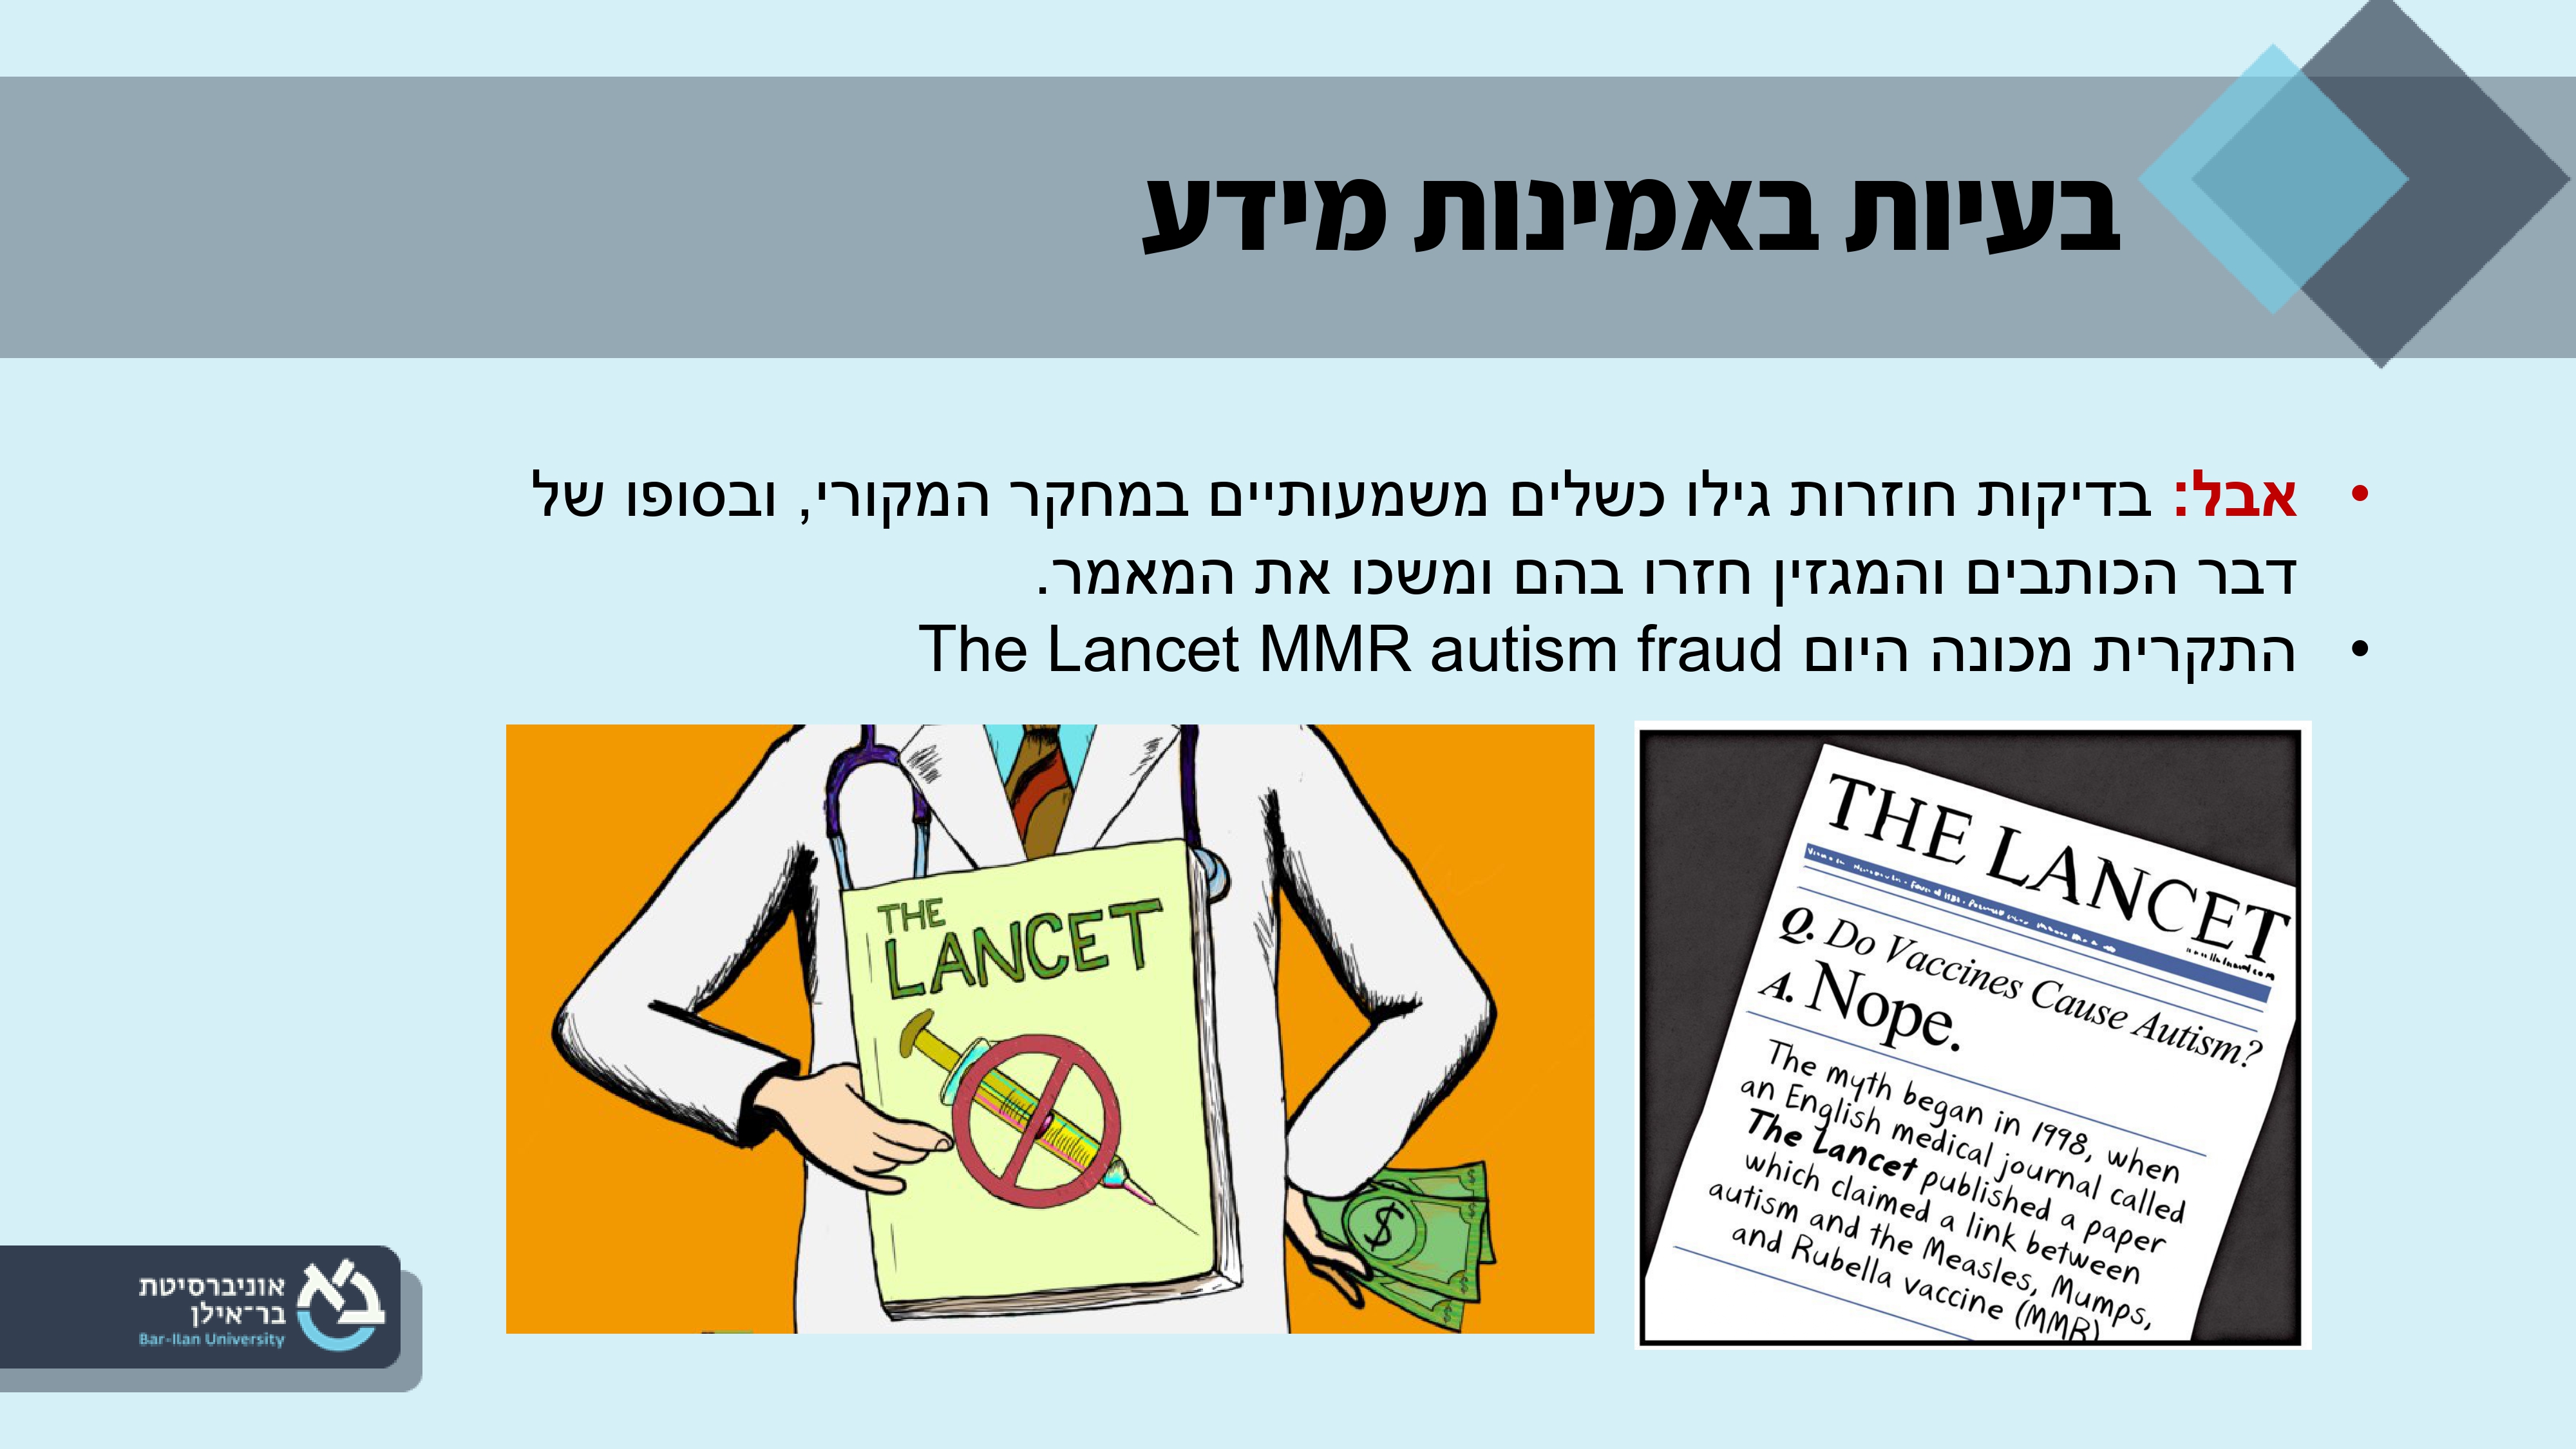 בעיות באמינות מידע
• אבל: בדיקות חוזרות גילו כשלים משמעותיים במחקר המקורי, ובסופו של
דבר הכותבים והמגזין חזרו בהם ומשכו את המאמר.
• התקרית מכונה היום The Lancet MMR autism fraud
THE LANCET
Q. Do Vaccines Cause Autism?
A. Nope.
The myth began in 1998, when
an English medical journal called
The Lancet published a paper
which claimed a link between
autism and the Measles, Mumps,
and Rubella vaccine (MMR)
THE
LANCET
$
אוניברסיטת
בר־אילן
Bar-Ilan University